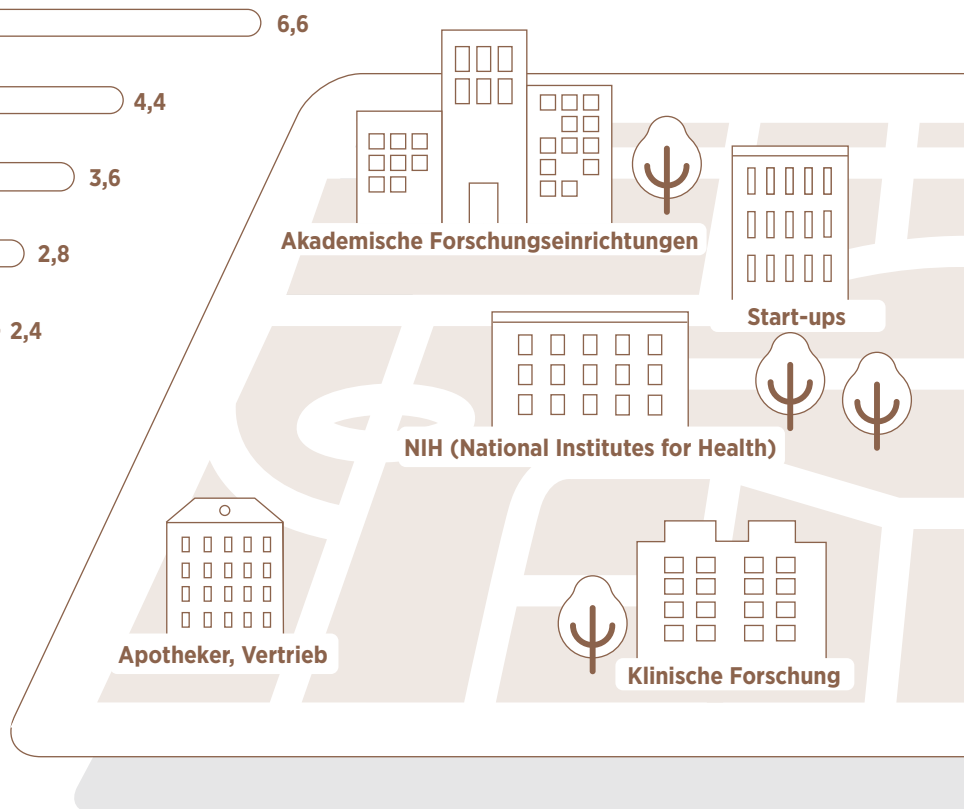 6,6
4,4
3,6
2,8
2,4
Akademische Forschungseinrichtungen
Start-ups
NIH (National Institutes for Health)
Apotheker, Vertrieb
Klinische Forschung